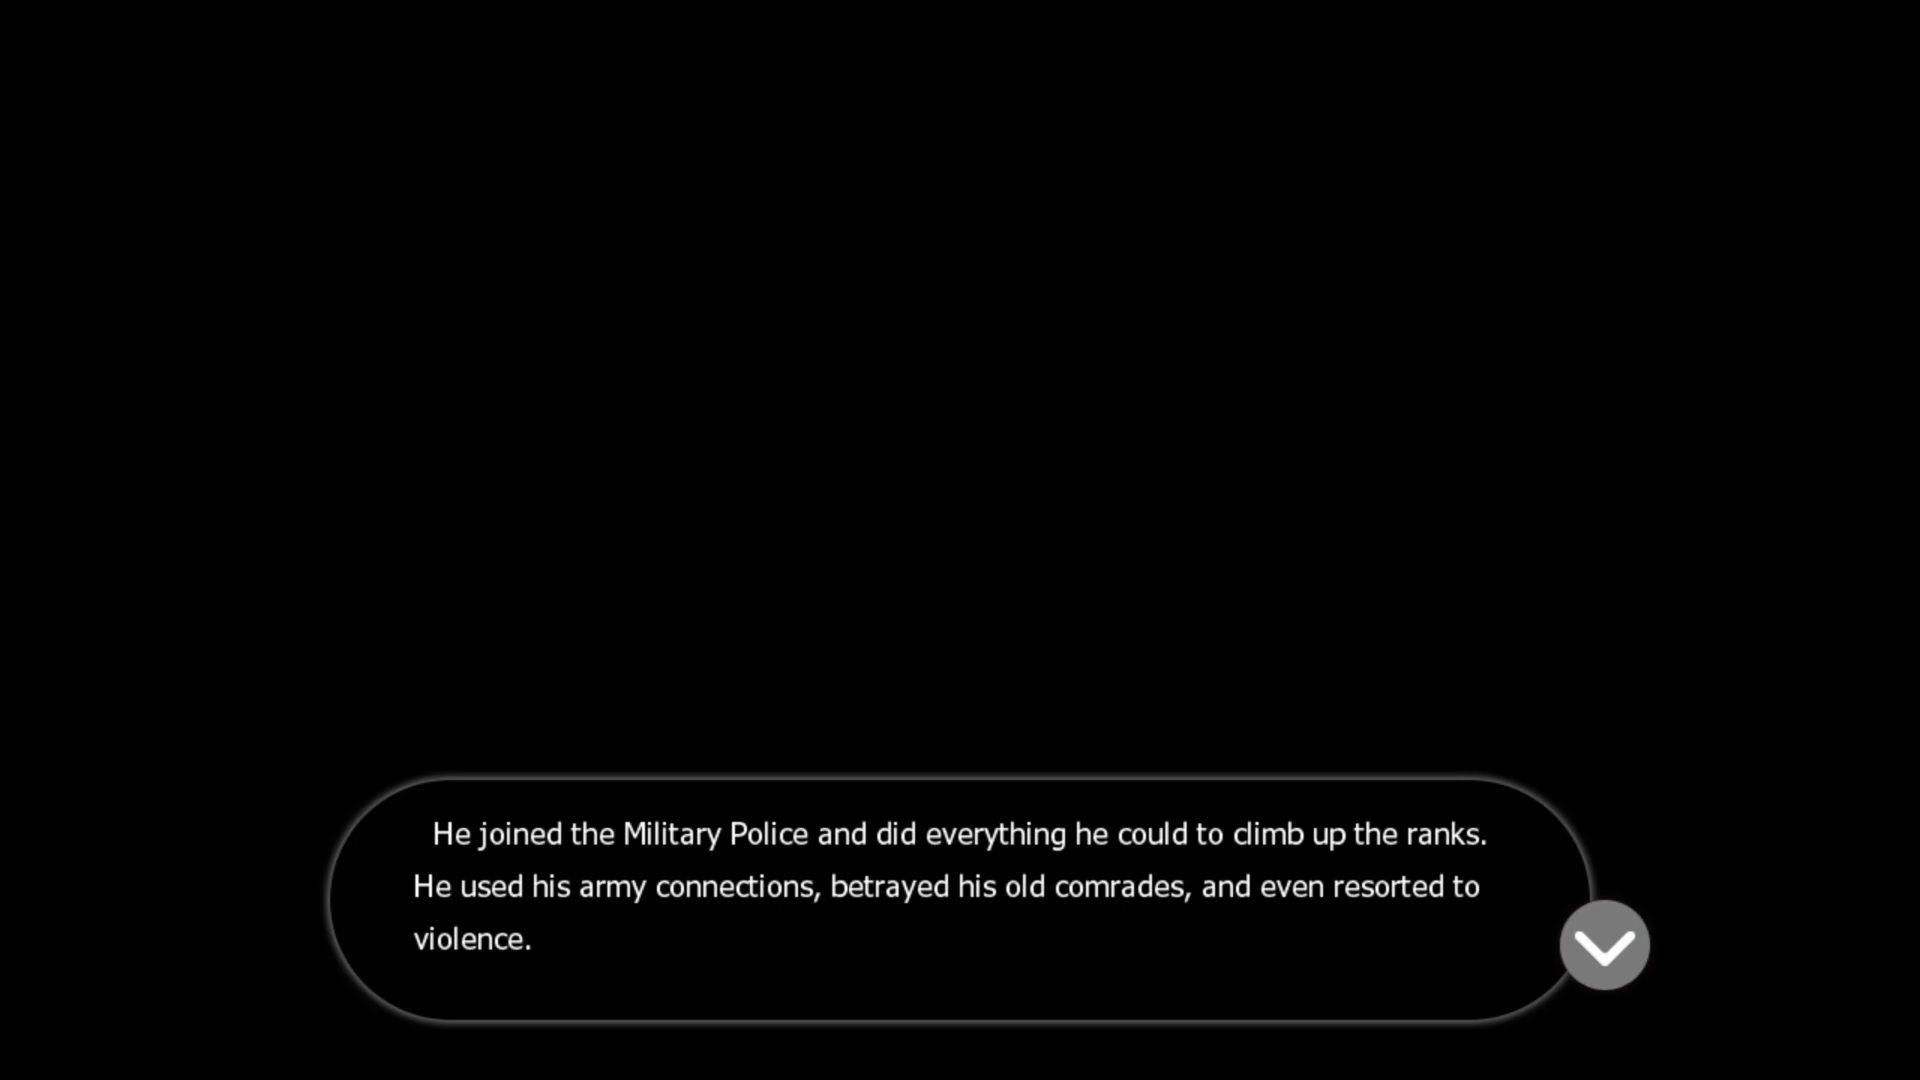 He joined the Military Police and did everything he could to climb up the ranks.
He used his army connections, betrayed his old comrades, and even resorted to
violence.